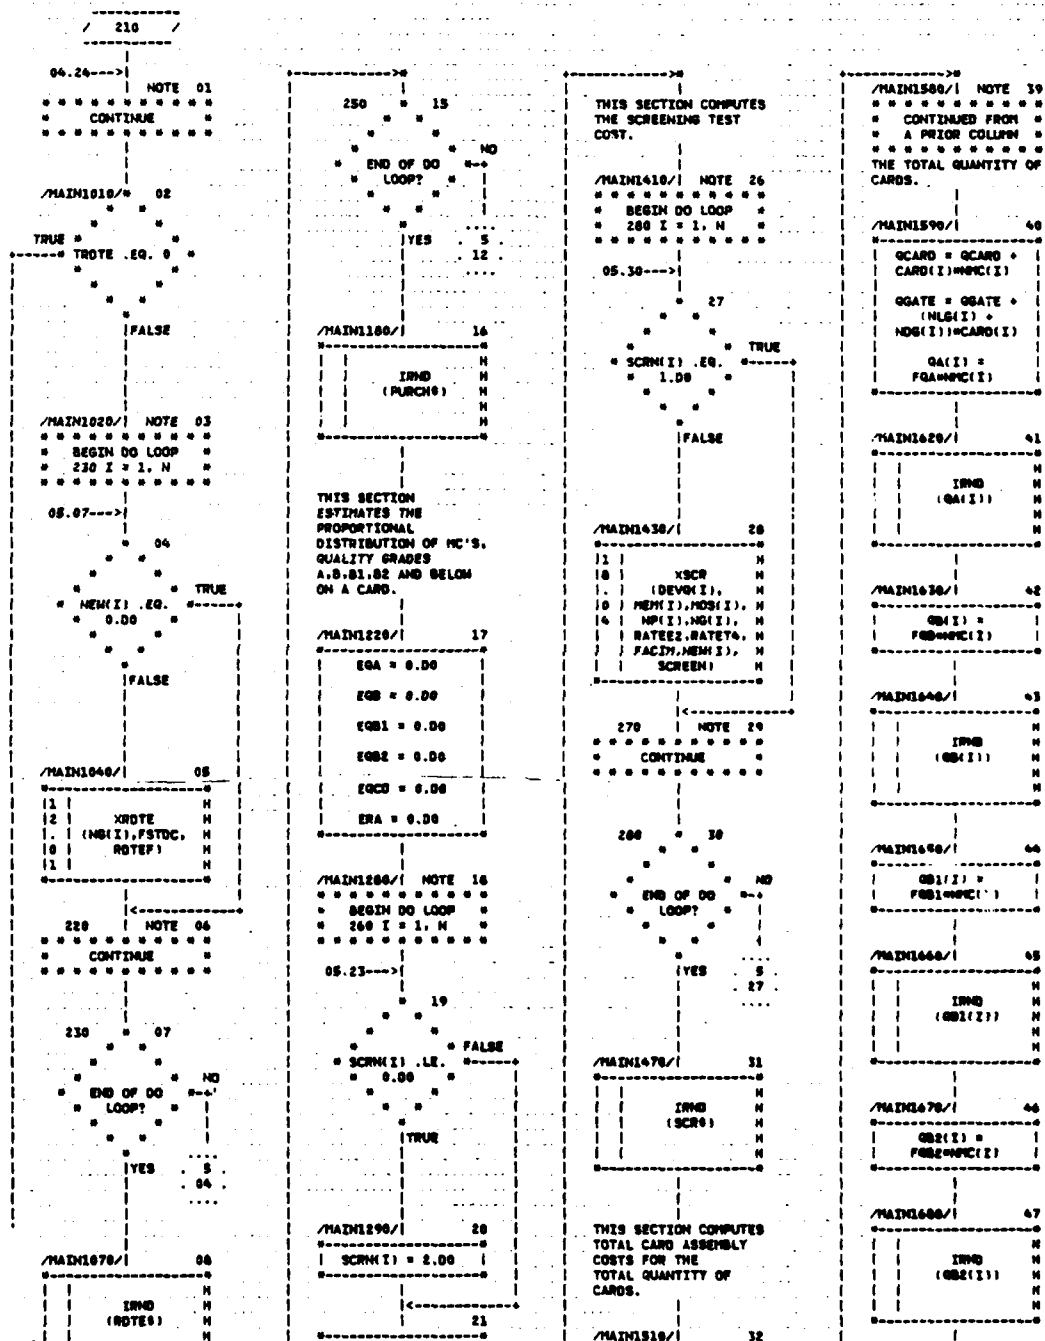 210
04.24--->
NOTE 01
CONTINUE
/MAIN1010/ 02
TRUE
TROTE .EQ. 0
FALSE
/MAIN1020/ NOTE 03
BEGIN DO LOOP
230 I = 1, N
05.07--->
04
TRUE
NEW(I) .EQ.
0.D0
FALSE
/MAIN1040/ 05
12.01
XROTE
(NG(I),FSTDC,
ROTEF)
220 NOTE 06
CONTINUE
230 07
NO
END OF DO
LOOP?
YES
5
04
/MAIN1070/ 08
IRND
(ROTE$)
250 15
NO
END OF DO
LOOP?
YES
5
12
/MAIN1180/ 16
IRND
(PURCH$)
THIS SECTION
ESTIMATES THE
PROPORTIONAL
DISTRIBUTION OF MC'S,
QUALITY GRADES
A,B,B1,B2 AND BELOW
ON A CARD.
/MAIN1220/ 17
EQA = 0.D0
EQB = 0.D0
EQB1 = 0.D0
EQB2 = 0.D0
EQCD = 0.D0
ERA = 0.D0
/MAIN1280/ NOTE 18
BEGIN DO LOOP
260 I = 1, N
05.23--->
19
FALSE
SCRN(I) .LE.
0.D0
TRUE
/MAIN1290/ 20
SCRN(I) = 2.D0
21
THIS SECTION COMPUTES
THE SCREENING TEST
COST.
/MAIN1410/ NOTE 26
BEGIN DO LOOP
280 I = 1, N
05.30--->
27
TRUE
SCRN(I) .EQ.
1.D0
FALSE
/MAIN1430/ 28
18.04
XSCR
(DEVO(I),
MEM(I),MOS(I),
NP(I),NG(I),
RATEE2,RATET4,
FACIM,NEW(I),
SCREEN)
270 NOTE 29
CONTINUE
280 30
NO
END OF DO
LOOP?
YES
5
27
/MAIN1470/ 31
IRND
(SCR$)
THIS SECTION COMPUTES
TOTAL CARD ASSEMBLY
COSTS FOR THE
TOTAL QUANTITY OF
CARDS.
/MAIN1510/ 32
/MAIN1580/ NOTE 39
CONTINUED FROM
A PRIOR COLUMN
THE TOTAL QUANTITY OF
CARDS.
/MAIN1590/ 40
QCARD = QCARD +
CARD(I)*NMC(I)
QGATE = QGATE +
(NLG(I) +
NDG(I))*CARD(I)
QA(I) =
FQA*NMC(I)
/MAIN1620/ 41
IRND
(QA(I))
/MAIN1630/ 42
QB(I) =
FQB*NMC(I)
/MAIN1640/ 43
IRND
(QB(I))
/MAIN1650/ 44
QB1(I) =
FQB1*NMC(
/MAIN1660/ 45
IRND
(QB1(I))
/MAIN1670/ 46
QB2(I) =
FQB2*NMC(I)
/MAIN1680/ 47
IRND
(QB2(I))